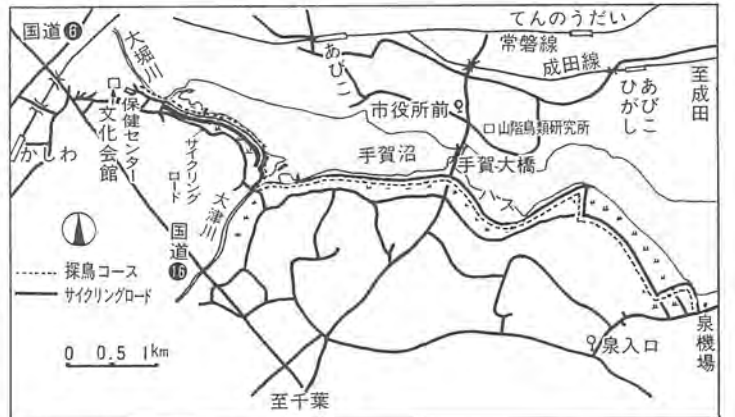 国道❻
大堀川
保健センター
文化会館
かしわ
サイクリング
ロード
国道⓰
大津川
あびこ
市役所前
手賀沼
手賀大橋
ハス
山階鳥類研究所
てんのうだい
常磐線
成田線
あびこ
ひがし
至成田
探鳥コース
サイクリングロード
0 0.5 1km
至千葉
泉入口
泉機場